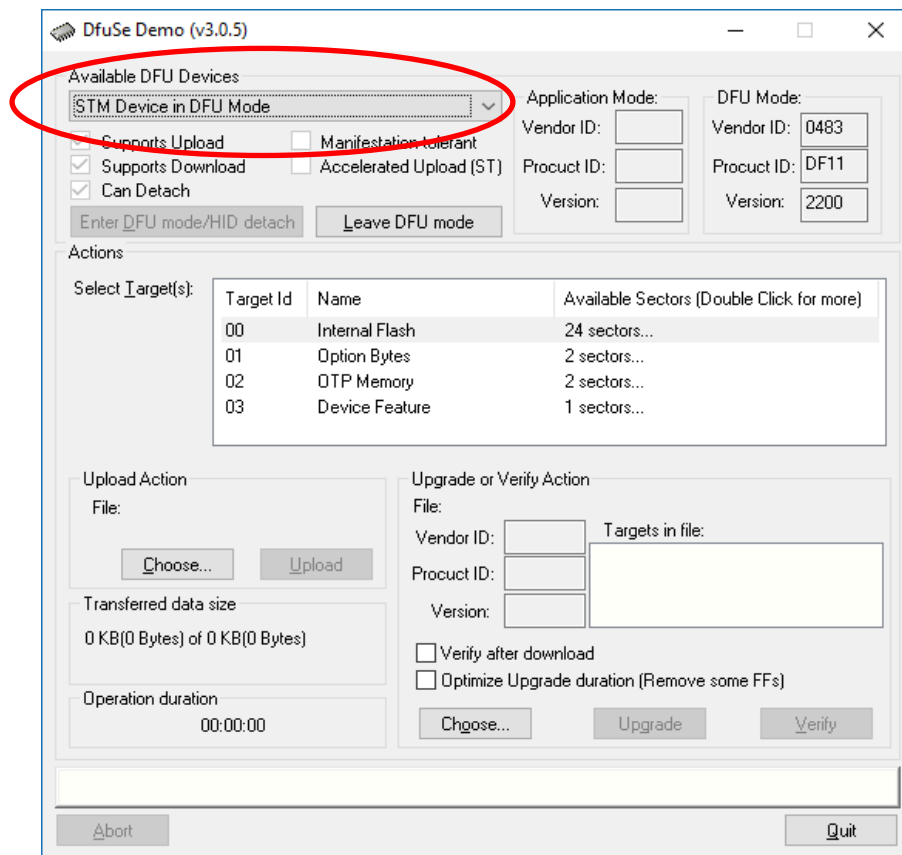 DfuSe Demo (v3.0.5)
Available DFU Devices
STM Device in DFU Mode
Supports Upload
Manifestation tolerant
Supports Download
Accelerated Upload (ST)
Can Detach
Enter DFU mode/HID detach
Leave DFU mode
Application Mode:
Vendor ID:
Procuct ID:
Version:
DFU Mode:
Vendor ID: 0483
Procuct ID: DF11
Version: 2200
Actions
Select Target(s):
Target Id Name Available Sectors (Double Click for more)
00 Internal Flash 24 sectors...
01 Option Bytes 2 sectors...
02 OTP Memory 2 sectors...
03 Device Feature 1 sectors...
Upload Action
File:
Choose...
Upload
Transferred data size
0 KB(0 Bytes) of 0 KB(0 Bytes)
Operation duration
00:00:00
Upgrade or Verify Action
File:
Vendor ID:
Procuct ID:
Version:
Targets in file:
Verify after download
Optimize Upgrade duration (Remove some FFs)
Choose...
Upgrade
Verify
Abort
Quit